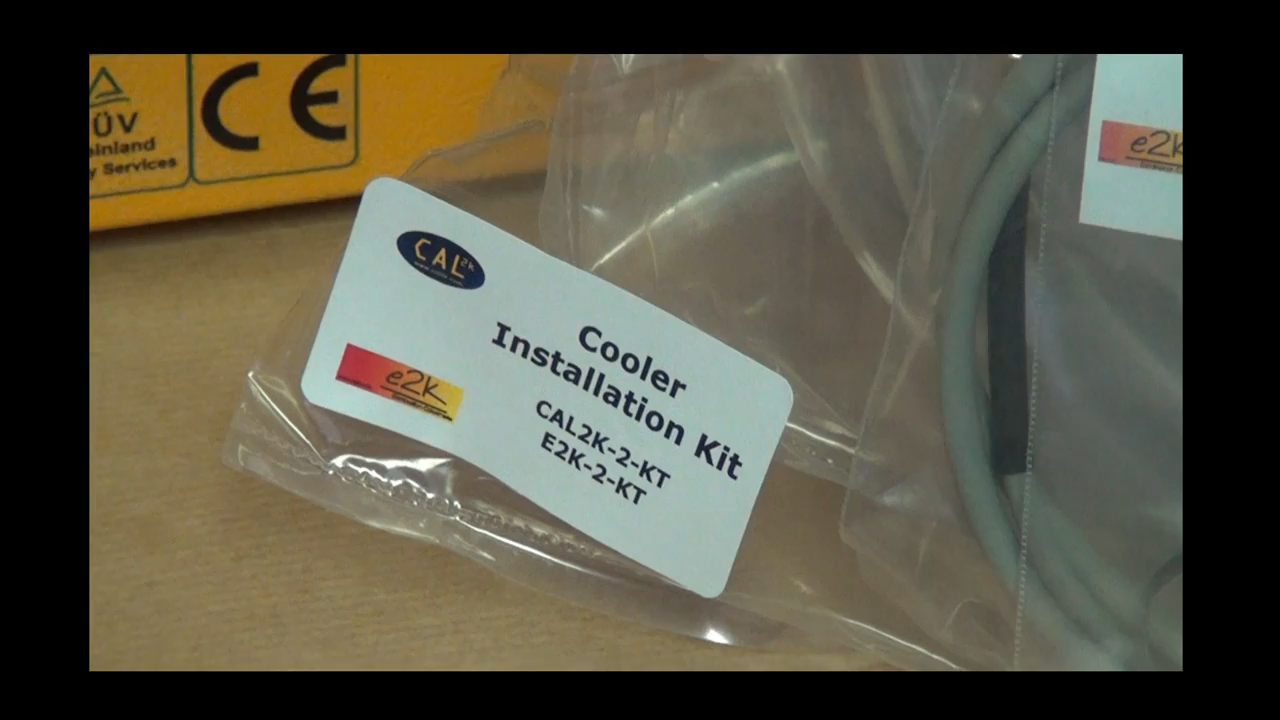 ÜV
einland
y Services
CE
CAL2k
e2k
Cooler
Installation Kit
CAL2K-2-KT
E2K-2-KT
e2k